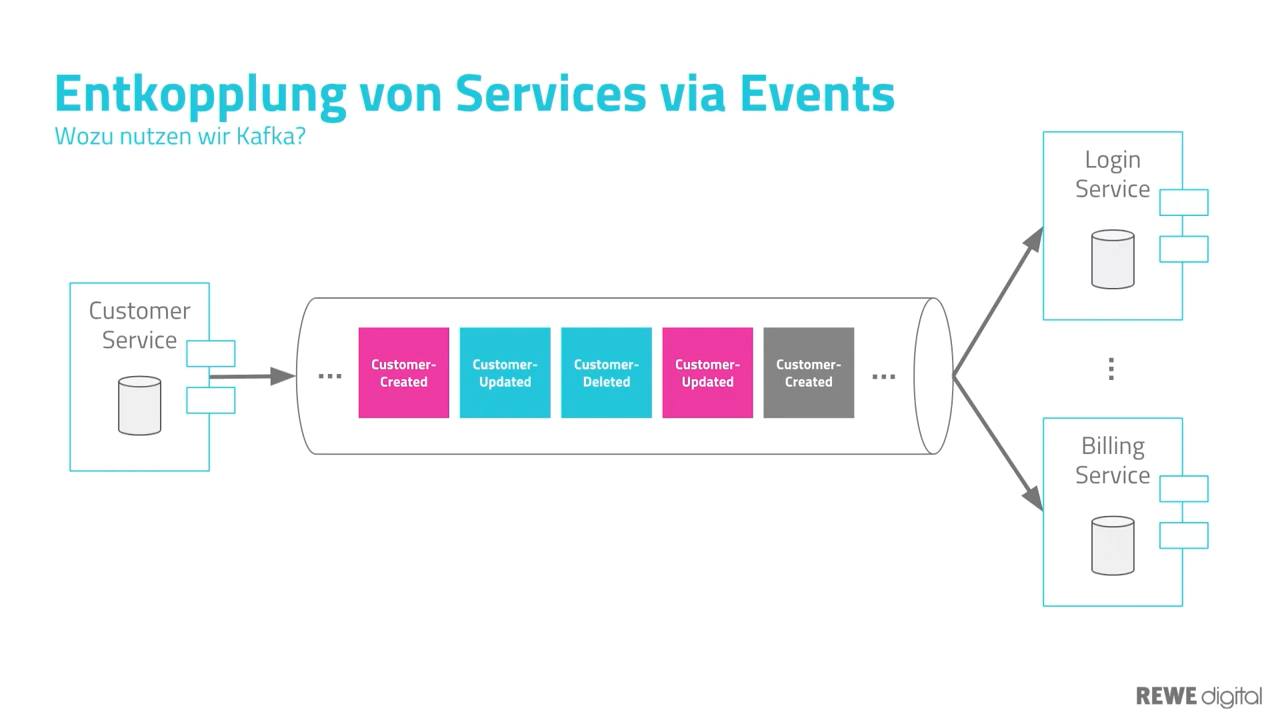 Entkopplung von Services via Events
Wozu nutzen wir Kafka?
Customer
Service
...
Customer-
Created
Customer-
Updated
Customer-
Deleted
Customer-
Updated
Customer-
Created
...
Login
Service
Billing
Service
REWE digital